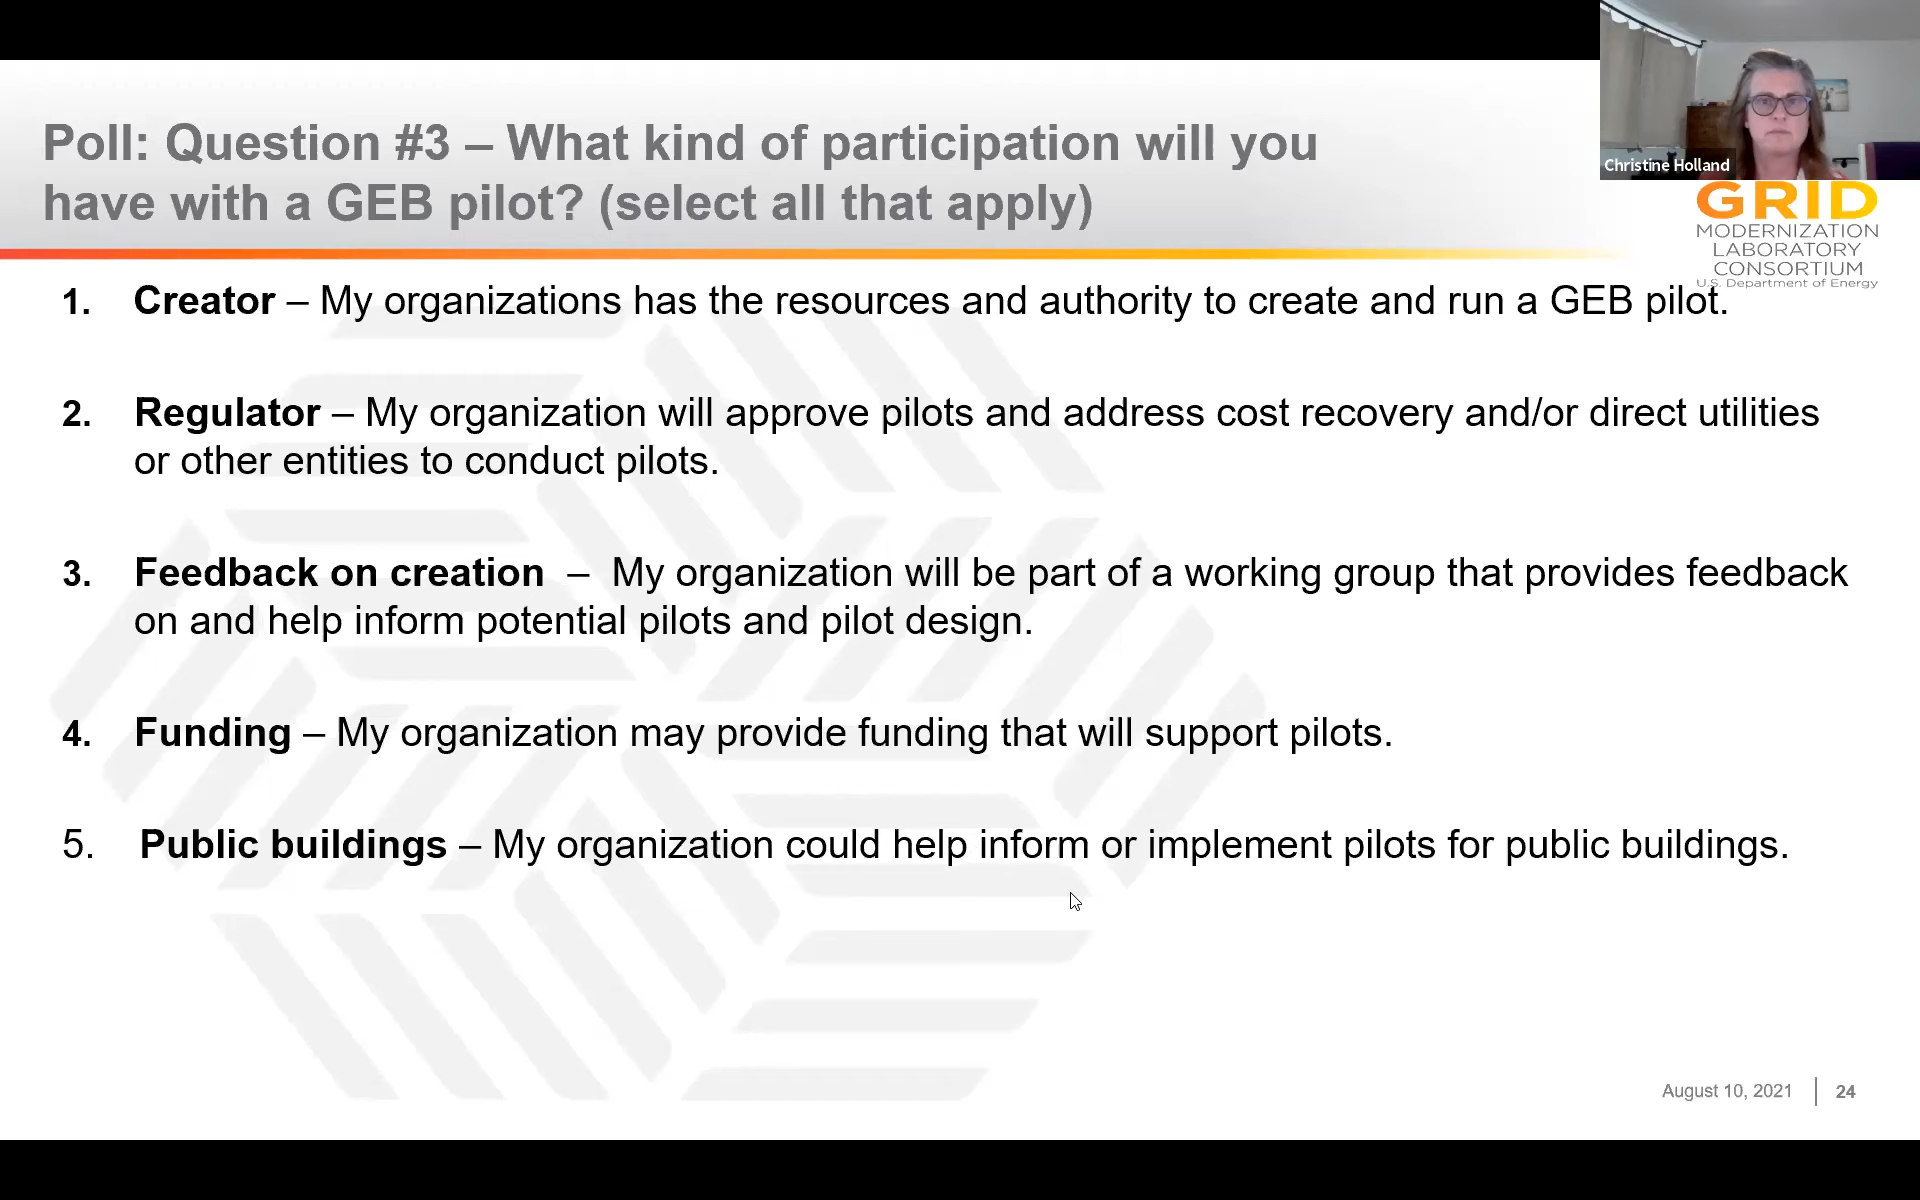 Poll: Question #3 – What kind of participation will you
have with a GEB pilot? (select all that apply)
Christine Holland
GRID
MODERNIZATION
LABORATORY
CONSORTIUM
U.S. Department of Energy
1. Creator – My organizations has the resources and authority to create and run a GEB pilot.
2. Regulator – My organization will approve pilots and address cost recovery and/or direct utilities
or other entities to conduct pilots.
3. Feedback on creation – My organization will be part of a working group that provides feedback
on and help inform potential pilots and pilot design.
4. Funding – My organization may provide funding that will support pilots.
5. Public buildings – My organization could help inform or implement pilots for public buildings.
August 10, 2021 24